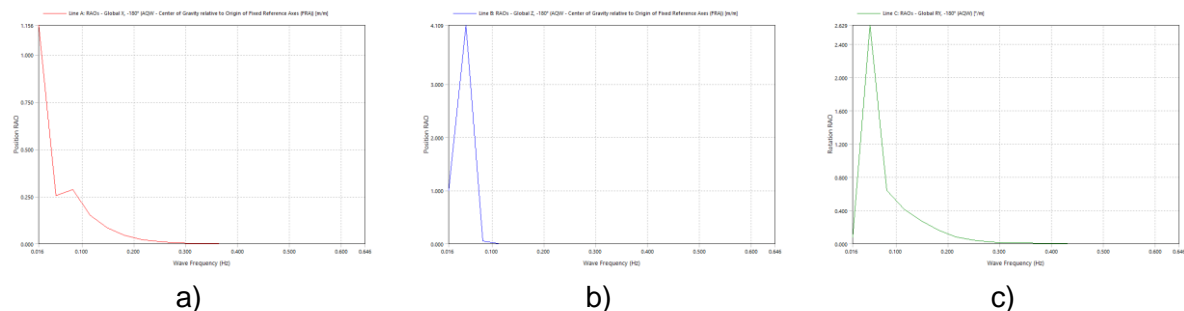 Line A: RAOs - Global X, -180° (AQW - Center of Gravity relative to Origin of Fixed Reference Axes (FRA)) [m/m]
1.156
1.000
0.750
0.500
0.250
0.000
Position RAO
0.016 0.100 0.200 0.300 0.400 0.500 0.600 0.646
Wave Frequency (Hz)
a)
Line B: RAOs - Global Z, -180° (AQW - Center of Gravity relative to Origin of Fixed Reference Axes (FRA)) [m/m]
4.109
3.000
2.000
1.000
0.000
Position RAO
0.016 0.100 0.200 0.300 0.400 0.500 0.600 0.646
Wave Frequency (Hz)
b)
Line C: RAOs - Global RY, -180° (AQW) [°/m]
2.629
2.400
2.000
1.600
1.200
0.800
0.400
0.000
Rotation RAO
0.016 0.100 0.200 0.300 0.400 0.500 0.600 0.646
Wave Frequency (Hz)
c)